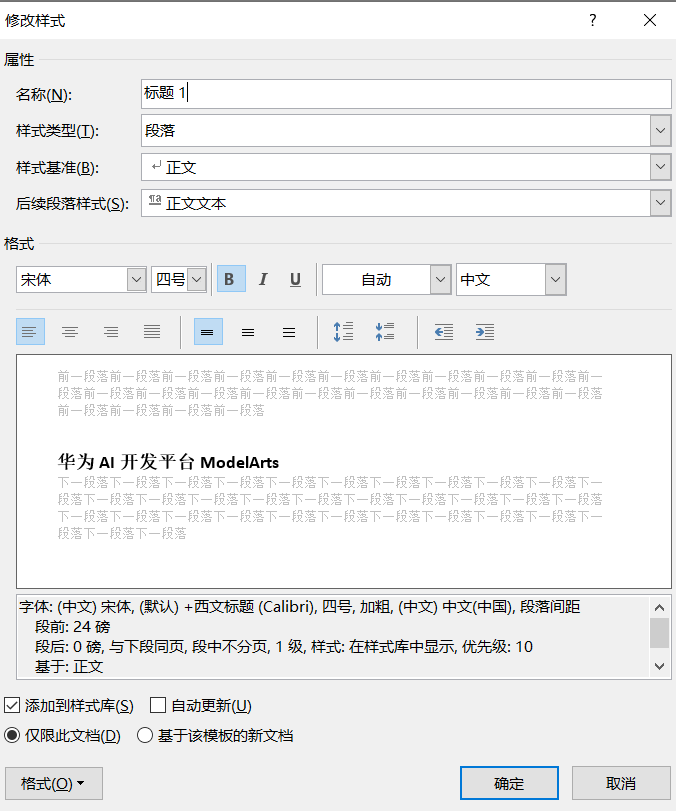 修改样式 ?
属性
名称(N): 标题 1
样式类型(T): 段落
样式基准(B): 正文
后续段落样式(S): 正文文本
格式
宋体 四号 B I U 自动 中文
前一段落前一段落前一段落前一段落前一段落前一段落前一段落前一段落前一段落前一段落前一
段落前一段落前一段落前一段落前一段落前一段落前一段落前一段落前一段落前一段落前一段落
前一段落前一段落前一段落前一段落
华为 AI 开发平台 ModelArts
下一段落下一段落下一段落下一段落下一段落下一段落下一段落下一段落下一段落下一段落下一
段落下一段落下一段落下一段落下一段落下一段落下一段落下一段落下一段落下一段落下一段落
下一段落下一段落下一段落下一段落下一段落下一段落下一段落下一段落下一段落下一段落下一
段落下一段落下一段落
字体: (中文) 宋体, (默认) +西文标题 (Calibri), 四号, 加粗, (中文) 中文(中国), 段落间距
段前: 24 磅
段后: 0 磅, 与下段同页, 段中不分页, 1 级, 样式: 在样式库中显示, 优先级: 10
基于: 正文
添加到样式库(S) 自动更新(U)
仅限此文档(D) 基于该模板的新文档
格式(O) 确定 取消